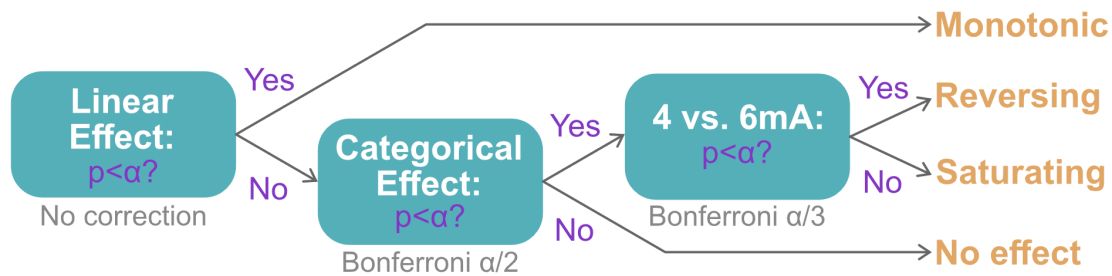 Linear
Effect:
p<α?
No correction
Yes
No
Categorical
Effect:
p<α?
Bonferroni α/2
Yes
No
4 vs. 6mA:
p<α?
Bonferroni α/3
Yes
No
Monotonic
Reversing
Saturating
No effect